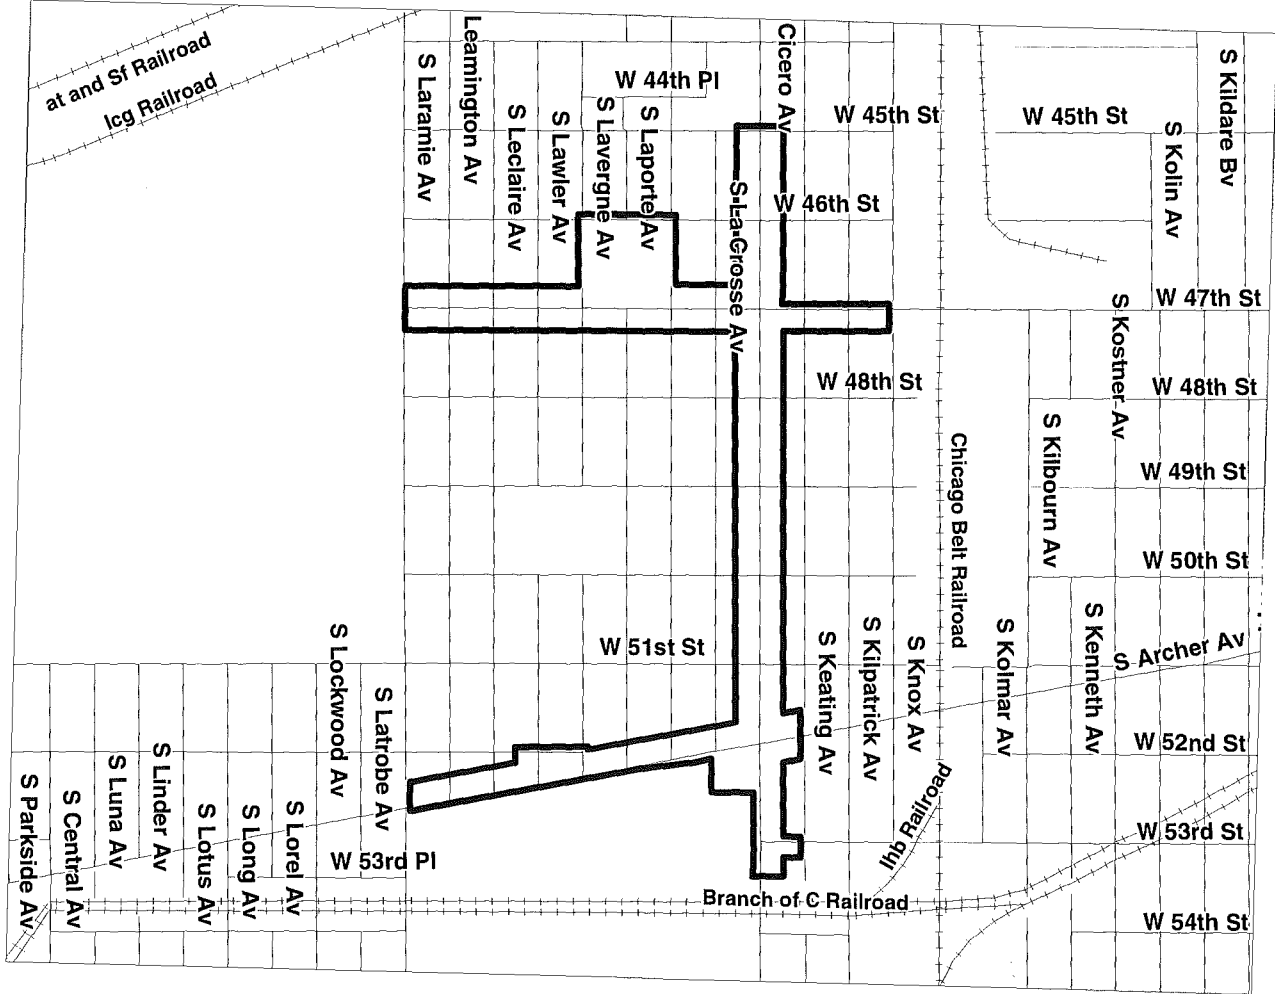 at and Sf Railroad
Icg Railroad
S Laramie Av
Leamington Av
S Leclaire Av
S Lawler Av
S Lavergne Av
S Laporte Av
W 44th Pl
Cicero Av
W 45th St
W 45th St
S Kolin Av
S Kildare Bv
S La Crosse Av
W 46th St
W 47th St
S Kostner Av
W 48th St
W 48th St
S Kilbourn Av
Chicago Belt Railroad
W 49th St
W 50th St
W 51st St
S Lockwood Av
S Latrobe Av
S Keating Av
S Kilpatrick Av
S Knox Av
S Kolmar Av
S Kenneth Av
S Archer Av
W 52nd St
S Parkside Av
S Central Av
S Luna Av
S Linder Av
S Lotus Av
S Long Av
S Lorel Av
W 53rd Pl
Ihb Railroad
W 53rd St
Branch of C Railroad
W 54th St